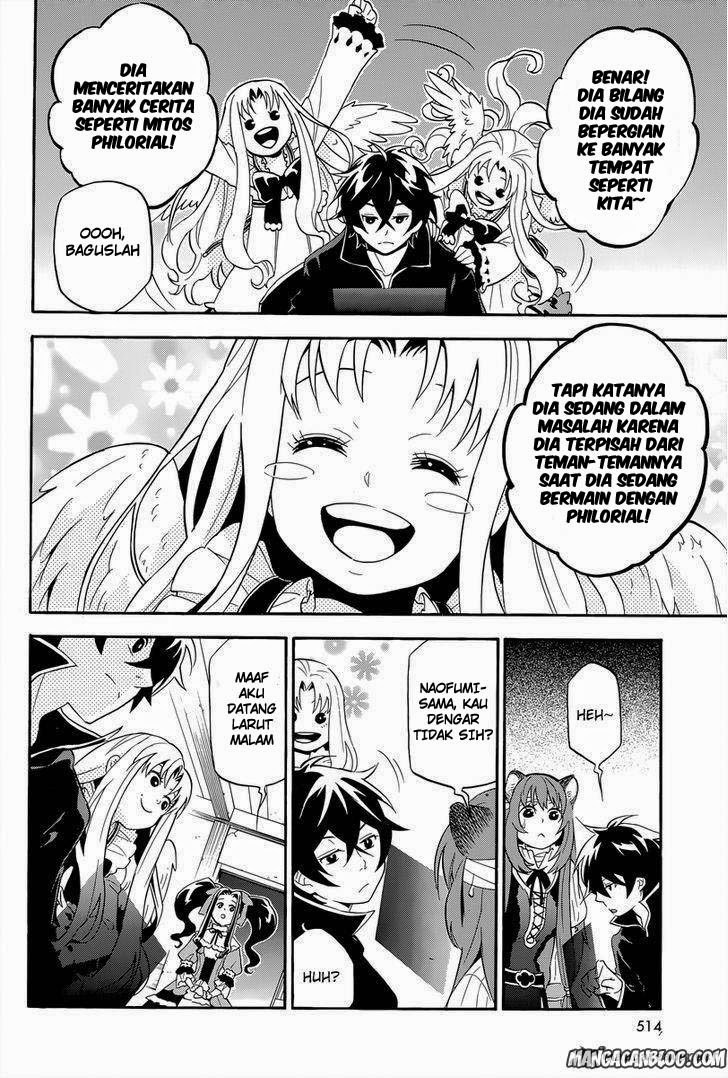 BENAR!
DIA BILANG
DIA SUDAH
BEPERGIAN
KE BANYAK
TEMPAT
SEPERTI
KITA~
DIA
MENCERITAKAN
BANYAK CERITA
SEPERTI MITOS
PHILORIAL!
OOOH,
BAGUSLAH
TAPI KATANYA
DIA SEDANG DALAM
MASALAH KARENA
DIA TERPISAH DARI
TEMAN-TEMANNYA
SAAT DIA SEDANG
BERMAIN DENGAN
PHILORIAL!
HEH~
NAOFUMI-
SAMA, KAU
DENGAR
TIDAK SIH?
HUH?
MAAF
AKU
DATANG
LARUT
MALAM
514
MANGACANBLOG.COM